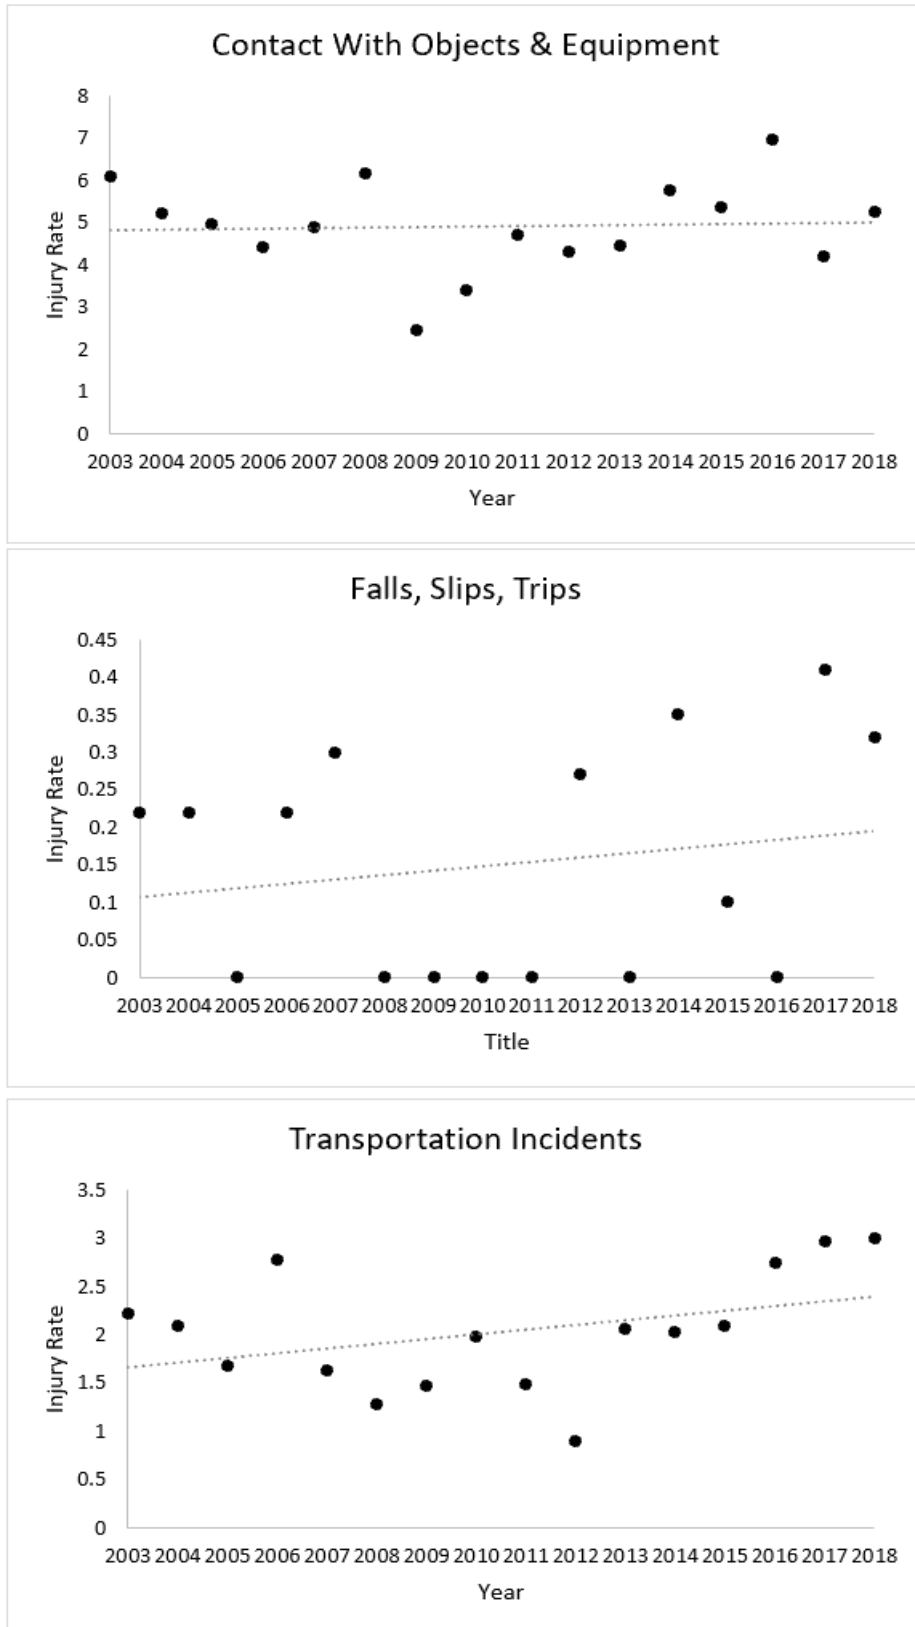 Contact With Objects & Equipment
8
7
6
5
4
3
2
1
0
Injury Rate
2003 2004 2005 2006 2007 2008 2009 2010 2011 2012 2013 2014 2015 2016 2017 2018
Year
Falls, Slips, Trips
0.45
0.4
0.35
0.3
0.25
0.2
0.15
0.1
0.05
0
Injury Rate
2003 2004 2005 2006 2007 2008 2009 2010 2011 2012 2013 2014 2015 2016 2017 2018
Title
Transportation Incidents
3.5
3
2.5
2
1.5
1
0.5
0
Injury Rate
2003 2004 2005 2006 2007 2008 2009 2010 2011 2012 2013 2014 2015 2016 2017 2018
Year